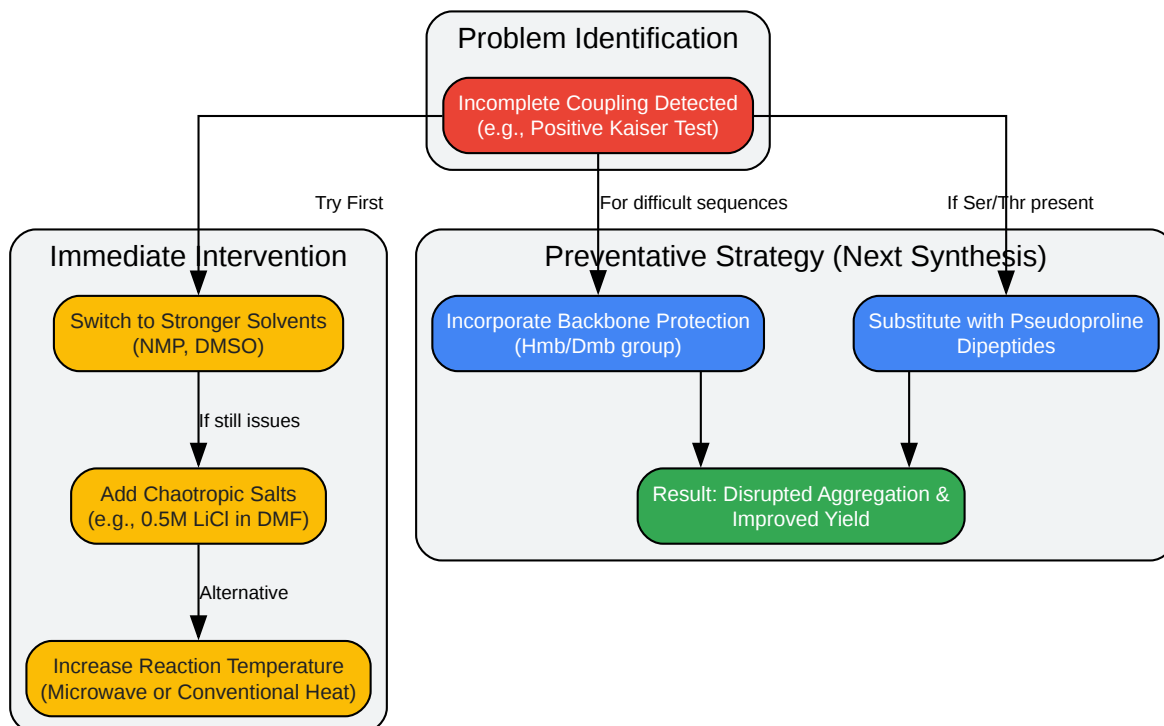 Problem Identification
Incomplete Coupling Detected
(e.g., Positive Kaiser Test)
Try First
For difficult sequences
If Ser/Thr present
Immediate Intervention
Switch to Stronger Solvents
(NMP, DMSO)
If still issues
Add Chaotropic Salts
(e.g., 0.5M LiCl in DMF)
Alternative
Increase Reaction Temperature
(Microwave or Conventional Heat)
Preventative Strategy (Next Synthesis)
Incorporate Backbone Protection
(Hmb/Dmb group)
Substitute with Pseudoproline
Dipeptides
Result: Disrupted Aggregation &
Improved Yield